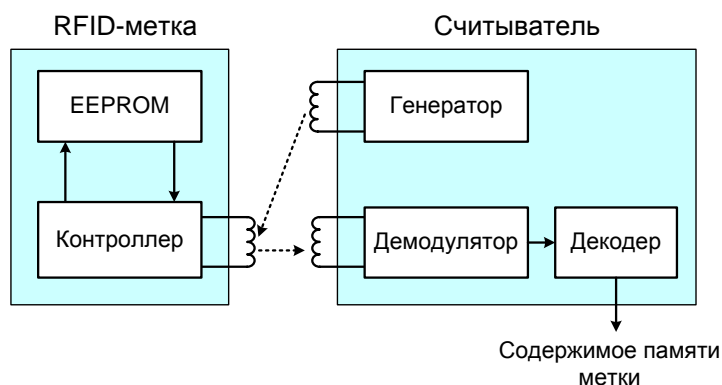 RFID-метка
Считыватель
EEPROM
Генератор
Контроллер
Демодулятор
Декодер
Содержимое памяти
метки